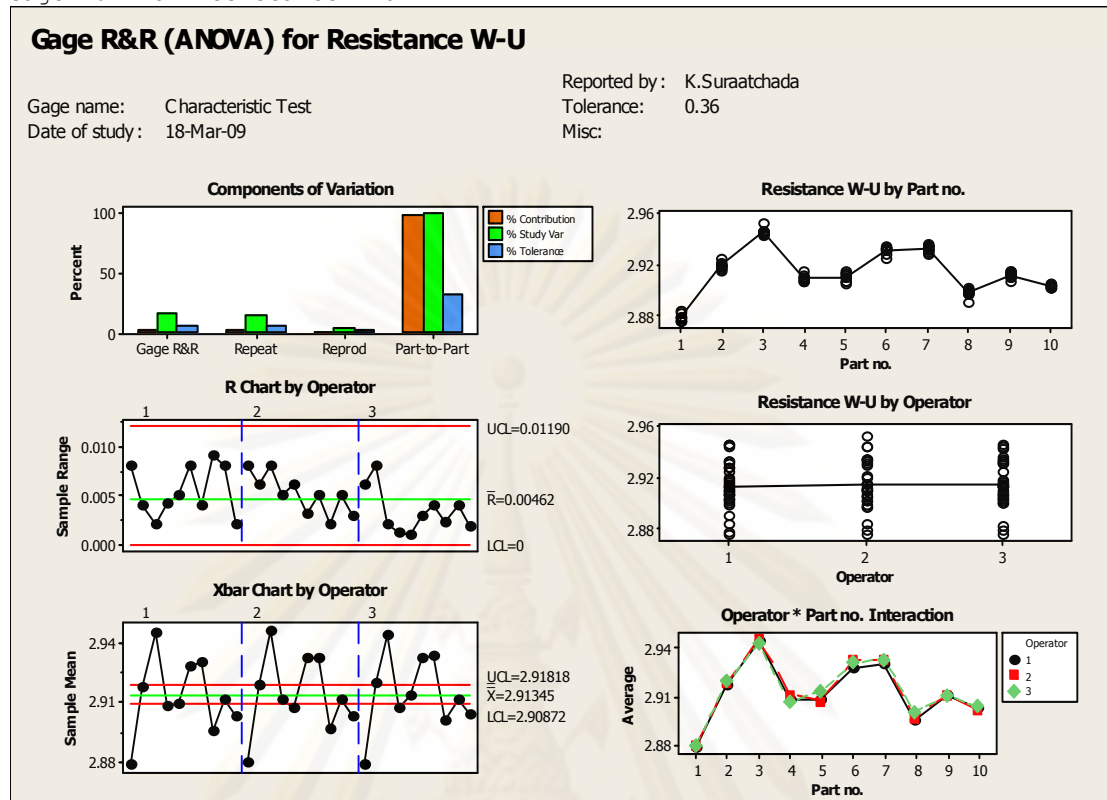 Gage R&R (ANOVA) for Resistance W-U
Gage name: Characteristic Test
Date of study: 18-Mar-09
Reported by: K.Suraatchada
Tolerance: 0.36
Misc:
Components of Variation
Percent
100
50
0
Gage R&R Repeat Reprod Part-to-Part
% Contribution
% Study Var
% Tolerance
R Chart by Operator
1 2 3
Sample Range
0.010
0.005
0.000
UCL=0.01190
R̅=0.00462
LCL=0
Xbar Chart by Operator
1 2 3
Sample Mean
2.94
2.91
2.88
UCL=2.91818
X̿=2.91345
LCL=2.90872
Resistance W-U by Part no.
2.96
2.92
2.88
1 2 3 4 5 6 7 8 9 10
Part no.
Resistance W-U by Operator
2.96
2.92
2.88
1 2 3
Operator
Operator * Part no. Interaction
Average
2.94
2.91
2.88
1 2 3 4 5 6 7 8 9 10
Part no.
Operator
1
2
3